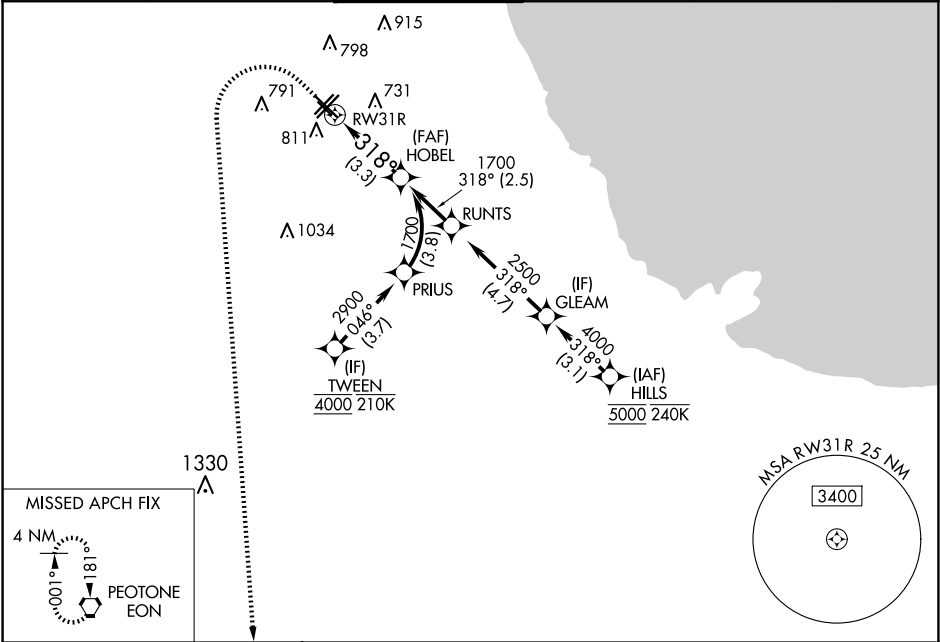 915
798
791
731
RW31R
811
318°
(3.3)
(FAF)
HOBEL
1700
318° (2.5)
RUNTS
1034
1700
(3.8)
PRIUS
2500
318°
(4.7)
(IF)
GLEAM
2900
046°
(3.7)
4000
318°
(3.1)
(IF)
TWEEN
4000 210K
(IAF)
HILLS
5000 240K
1330
MSA RW31R 25 NM
3400
MISSED APCH FIX
4 NM
001°
181°
PEOTONE
EON